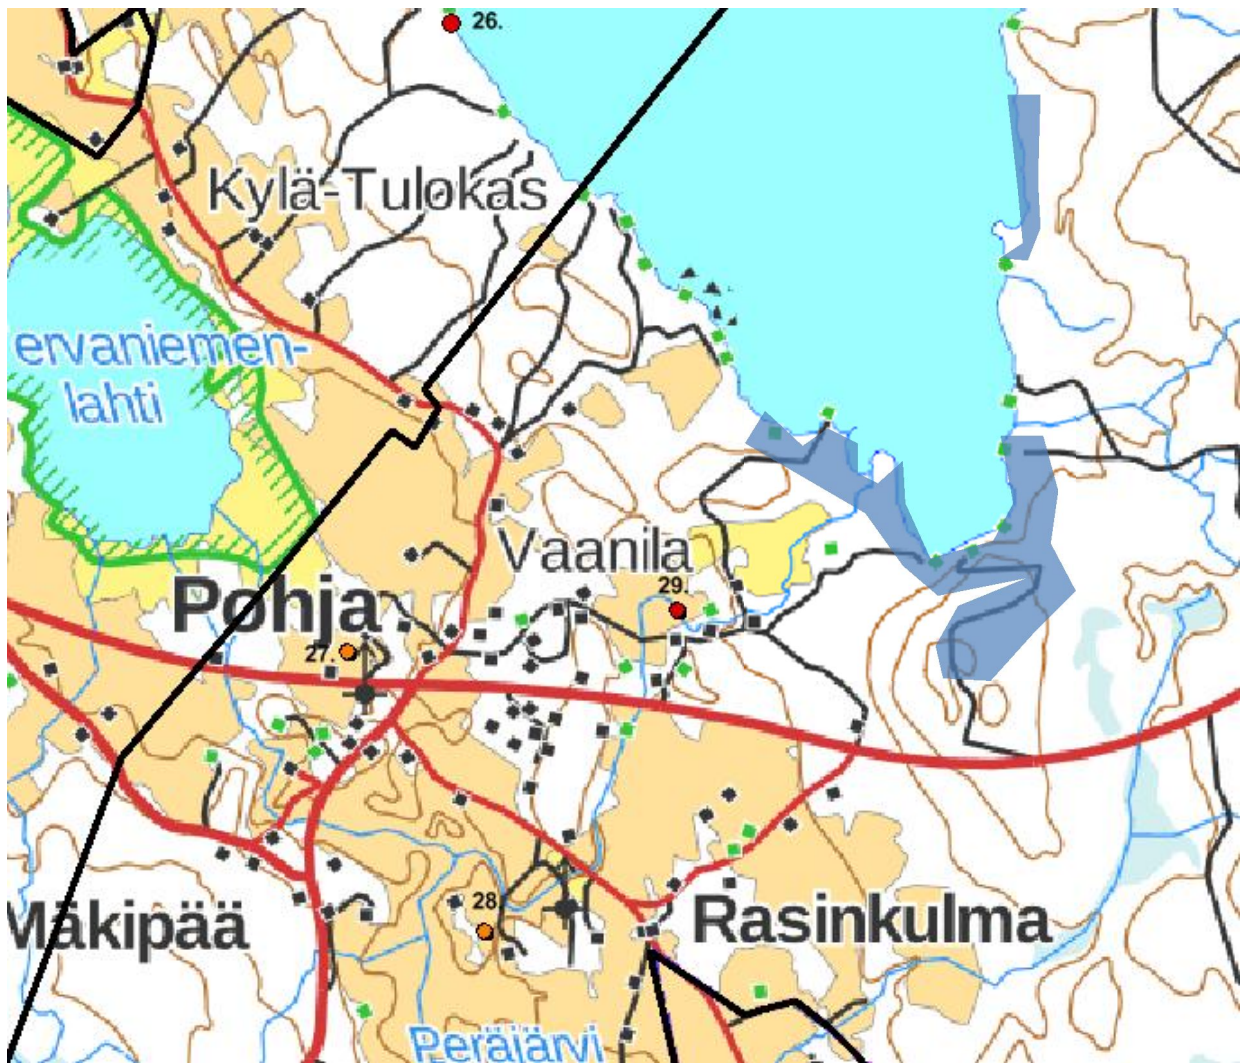 26.
Kylä-Tulokas
ervaniemen-
lahti
Vaanila
29.
Pohja
27.
28.
Rasinkulma
Mäkipää
Peräjärvi